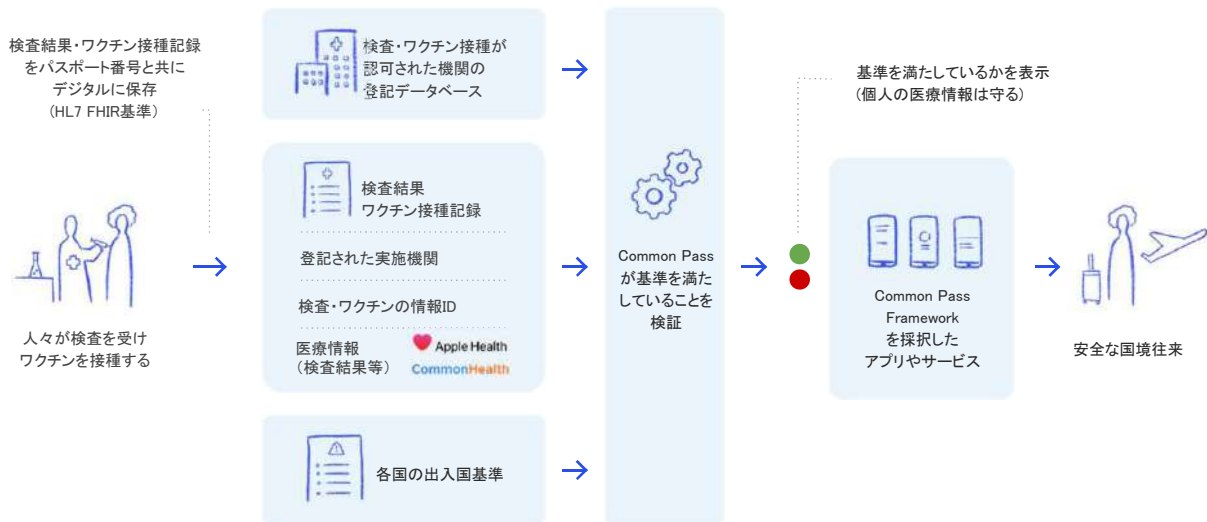 検査結果・ワクチン接種記録
をパスポート番号と共に
デジタルに保存
(HL7 FHIR基準)
人々が検査を受け
ワクチンを接種する
検査・ワクチン接種が
認可された機関の
登記データベース
検査結果
ワクチン接種記録
登記された実施機関
検査・ワクチンの情報ID
医療情報
(検査結果等)
Apple Health
CommonHealth
各国の出入国基準
Common Pass
が基準を満た
していることを
検証
基準を満たしているかを表示
(個人の医療情報は守る)
Common Pass
Framework
を採択した
アプリやサービス
安全な国境往来